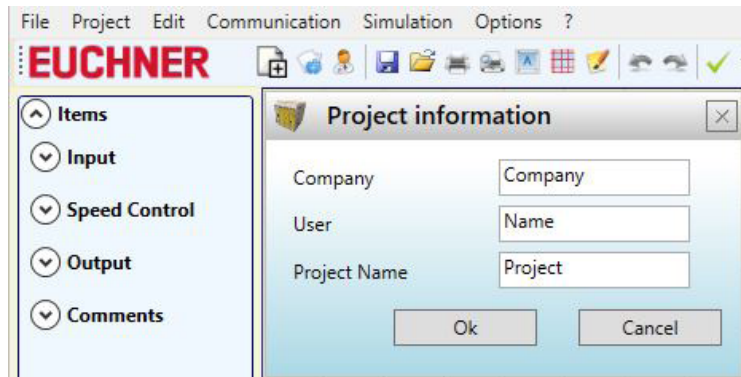 File Project Edit Communication Simulation Options ?
EUCHNER
Items
Input
Speed Control
Output
Comments
Project information
Company Company
User Name
Project Name Project
Ok Cancel